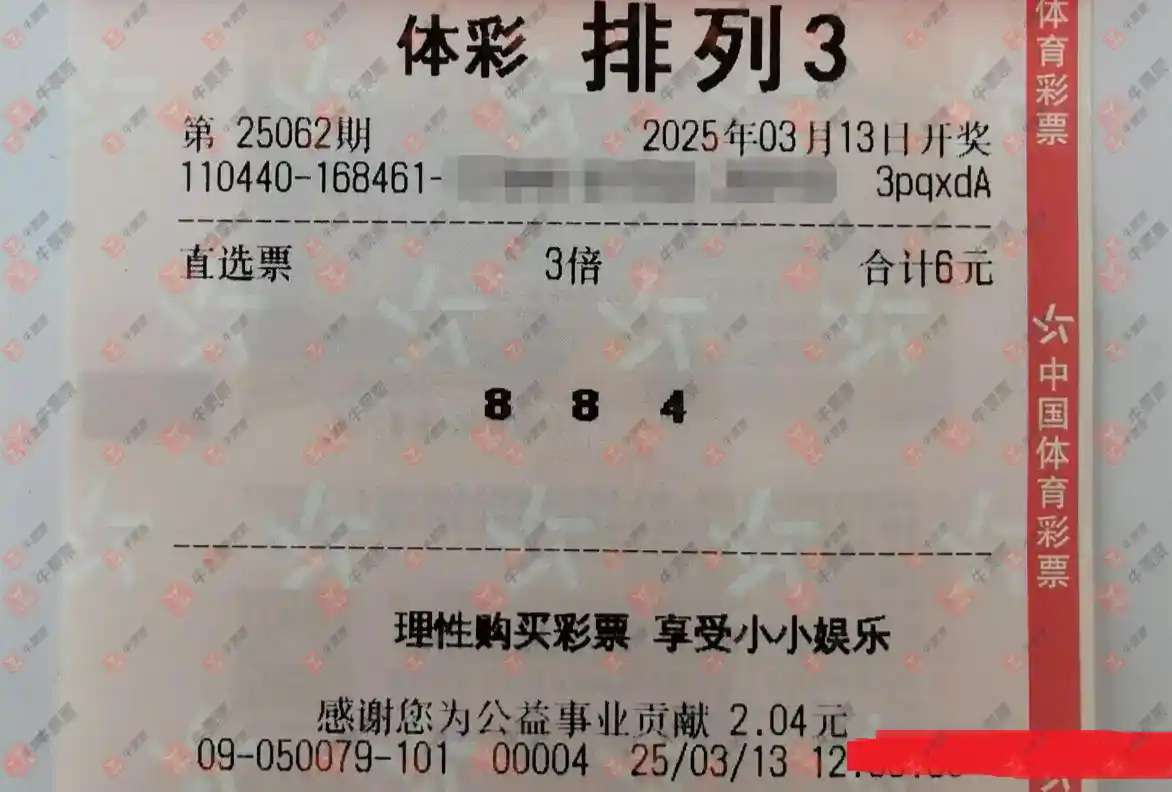 体彩 排列3
第 25062期 2025年03月13日开奖
110440-168461- 3pqxdA
直选票 3倍 合计6元
8 8 4
理性购买彩票 享受小小娱乐
感谢您为公益事业贡献 2.04元
09-050079-101 00004 25/03/13 12
体育彩票
中国体育彩票
牛票票